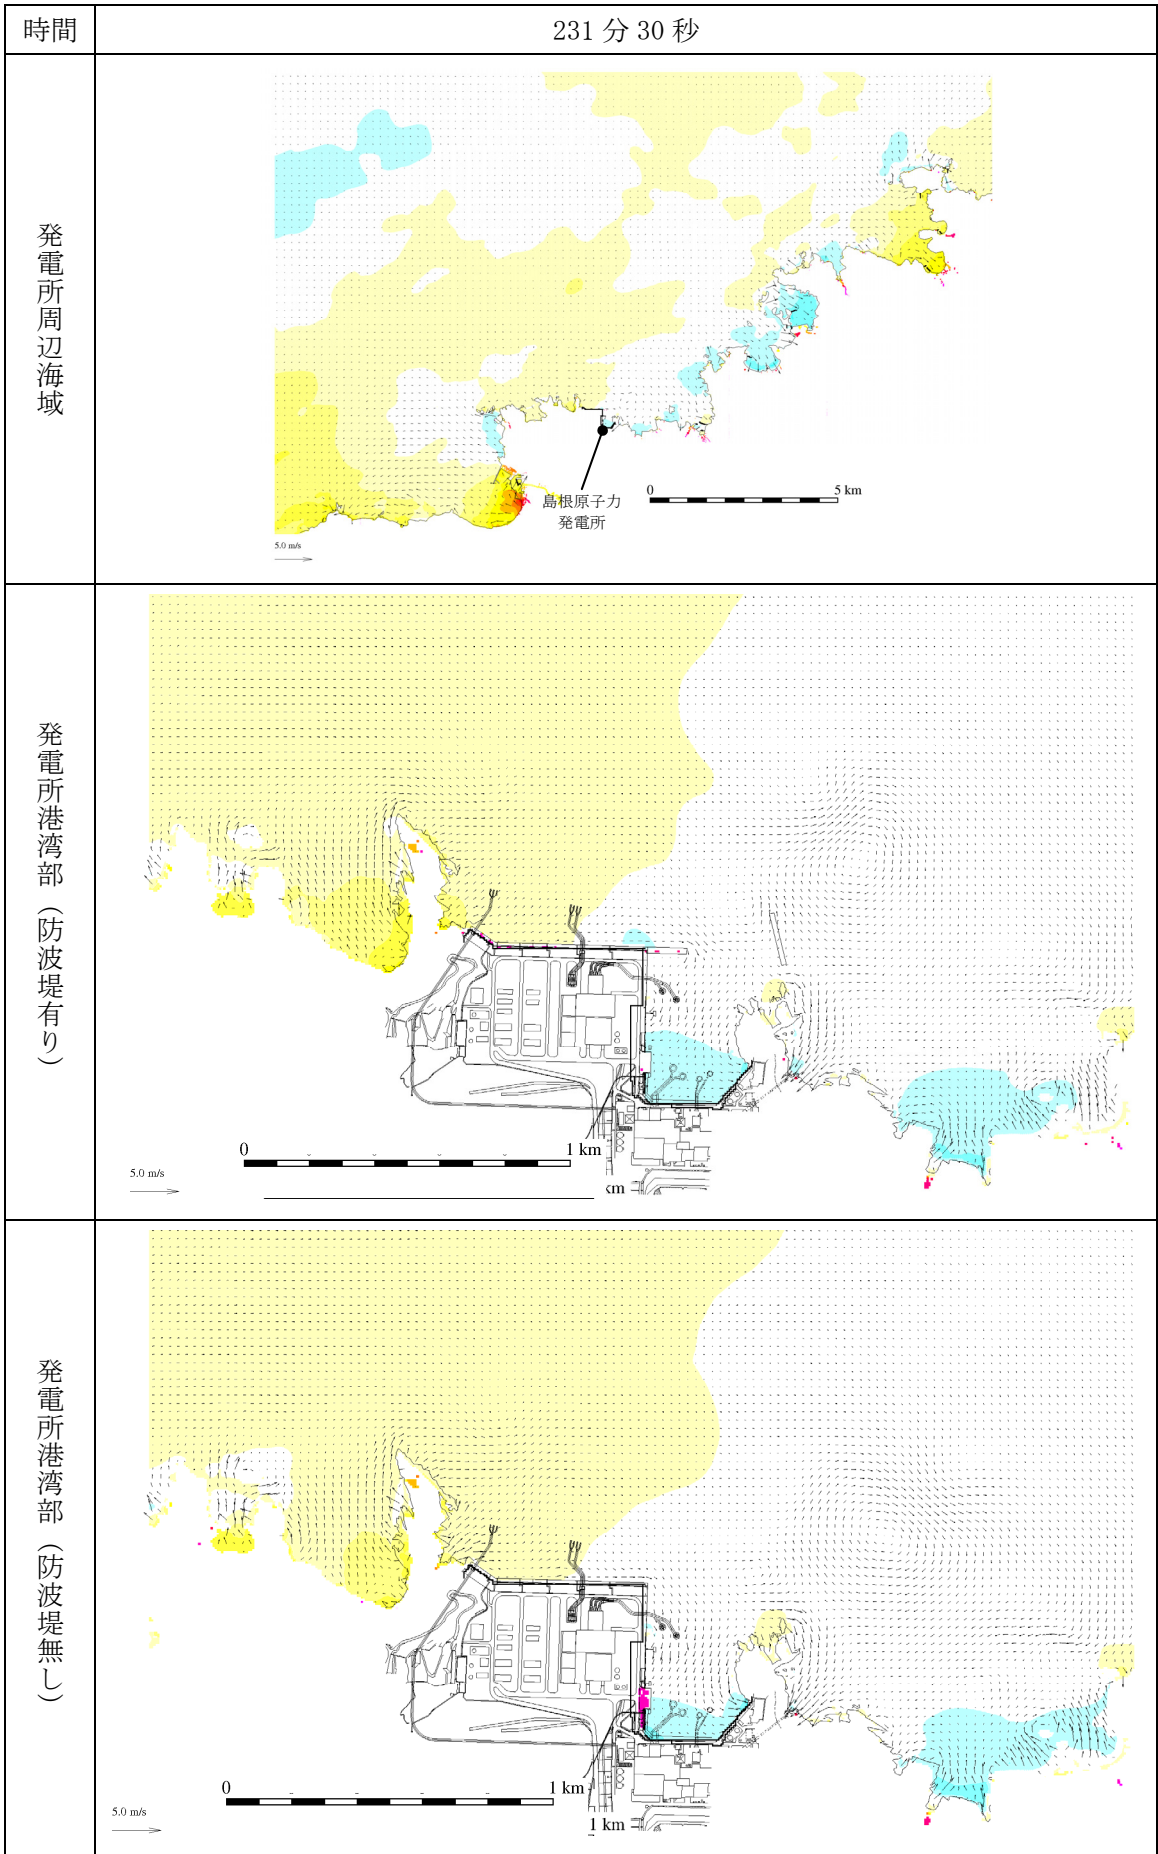 時間
231 分 30 秒
発電所周辺海域
島根原子力
発電所
0
5 km
5.0 m/s
発電所港湾部（防波堤有り）
0
1 km
5.0 m/s
km
発電所港湾部（防波堤無し）
0
1 km
5.0 m/s
1 km